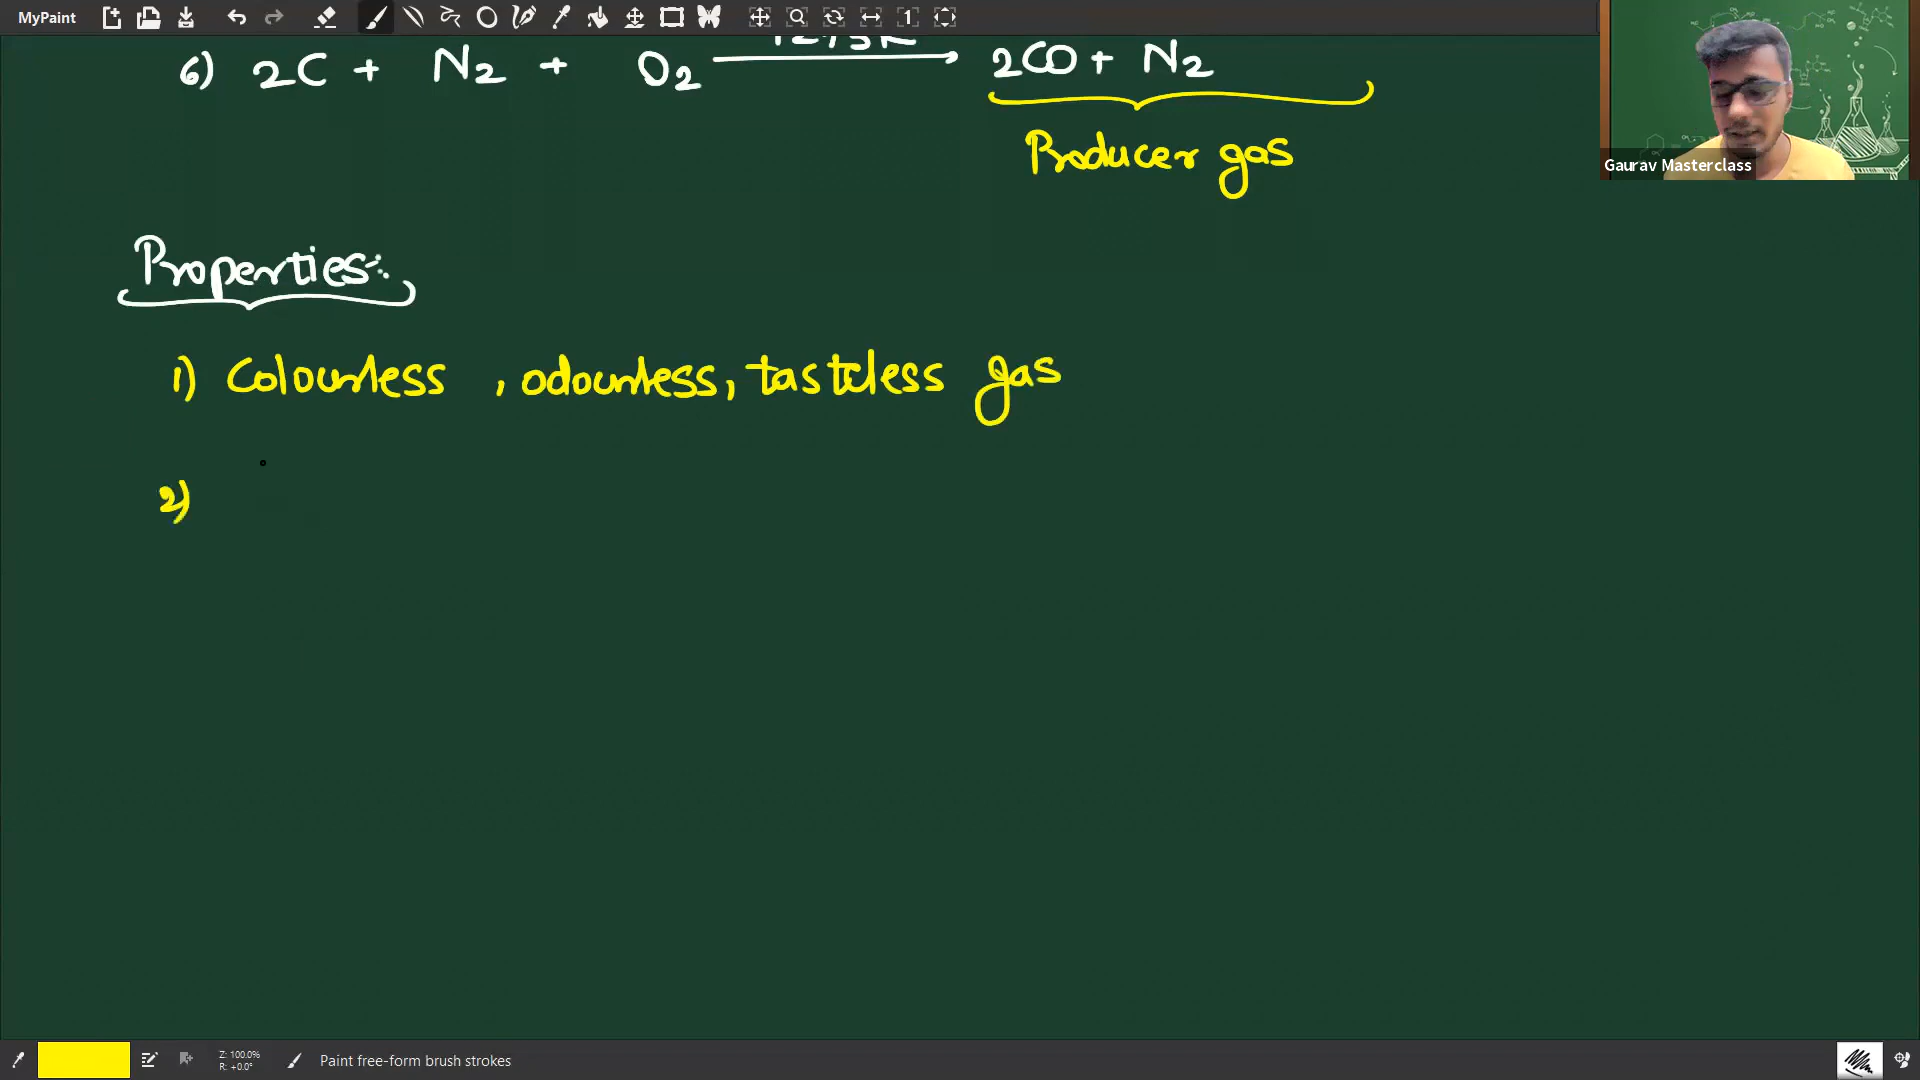 MyPaint
6) 2C + N2 + O2 → 2CO + N2
Producer gas
Gaurav Masterclass
Properties:
1) Colourless , odourless, tasteless gas
2)
Z: 100.0%
R: +0.0°
Paint free-form brush strokes